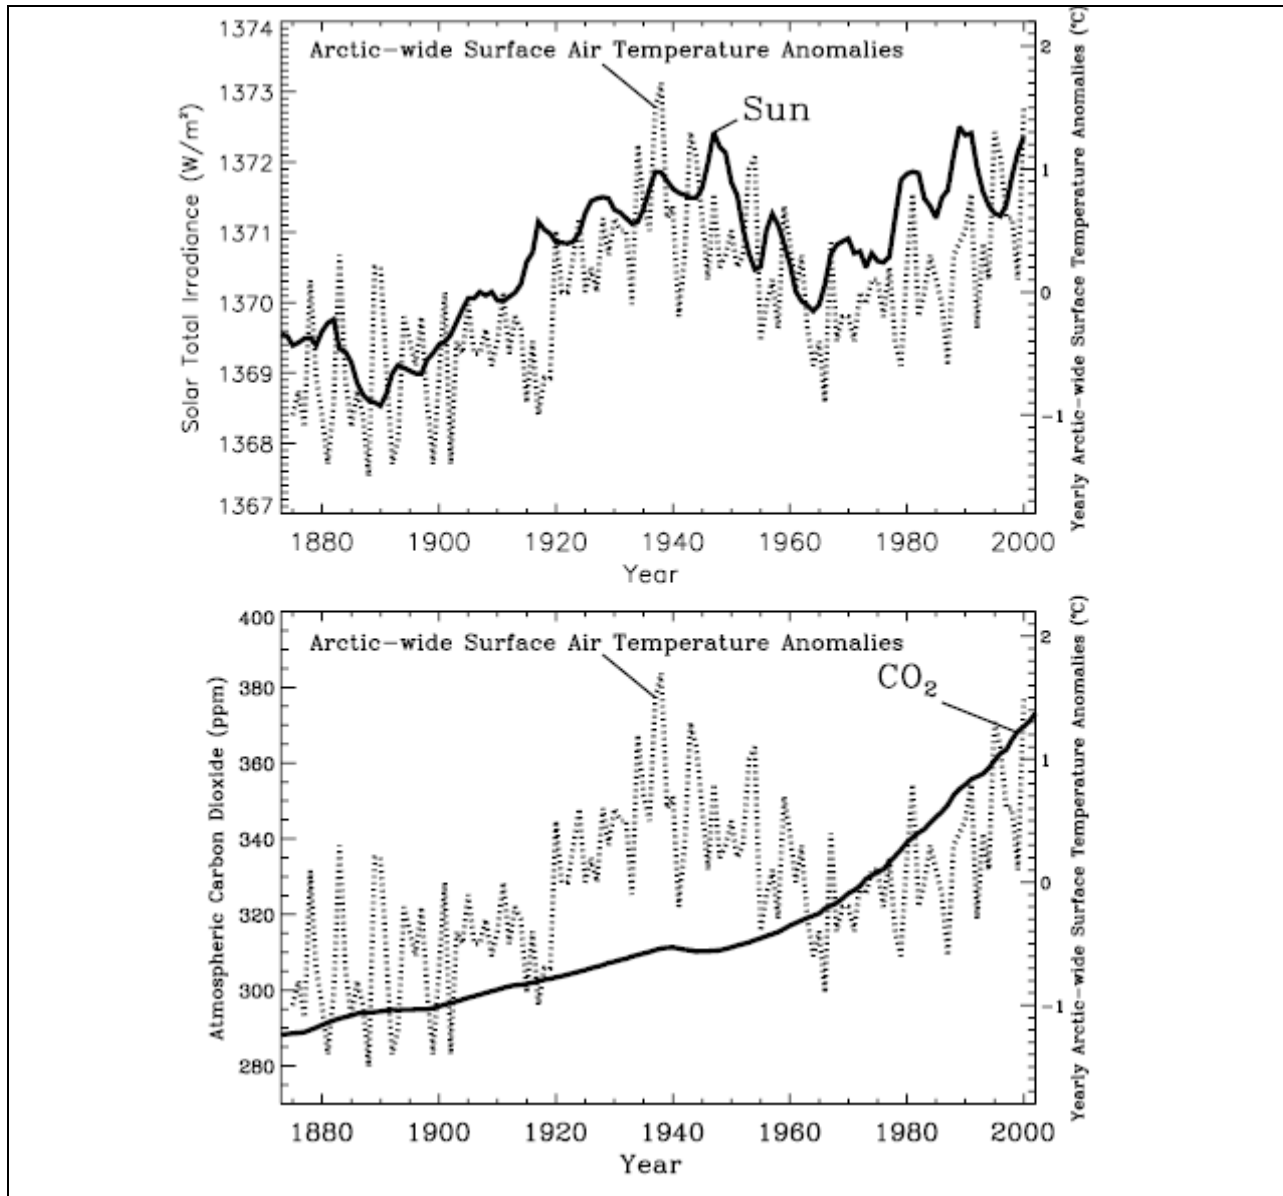 Arctic-wide Surface Air Temperature Anomalies
Sun
Solar Total Irradiance (W/m²)
1374
1373
1372
1371
1370
1369
1368
1367
Yearly Arctic-wide Surface Temperature Anomalies (°C)
2
1
0
-1
1880 1900 1920 1940 1960 1980 2000
Year
Arctic-wide Surface Air Temperature Anomalies
CO₂
Atmospheric Carbon Dioxide (ppm)
400
380
360
340
320
300
280
Yearly Arctic-wide Surface Temperature Anomalies (°C)
2
1
0
-1
1880 1900 1920 1940 1960 1980 2000
Year